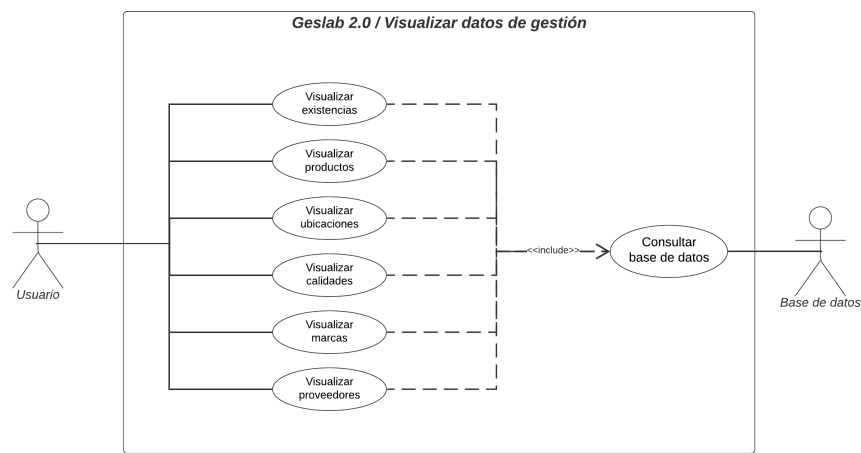 Geslab 2.0 / Visualizar datos de gestión
Visualizar
existencias
Visualizar
productos
Visualizar
ubicaciones
Visualizar
calidades
Visualizar
marcas
Visualizar
proveedores
<<include>>
Consultar
base de datos
Usuario
Base de datos